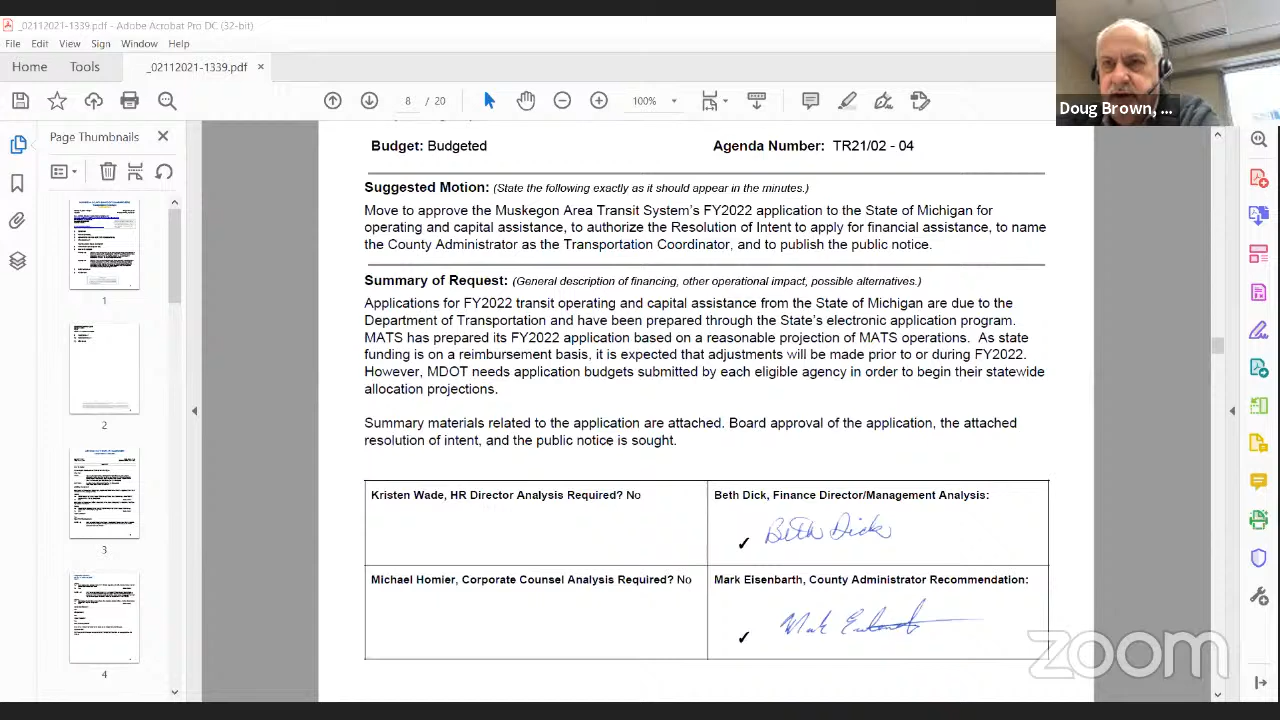 _02112021-1339.pdf - Adobe Acrobat Pro DC (32-bit)
File Edit View Sign Window Help
Home Tools _02112021-1339.pdf ×
8 / 20 100%
Doug Brown, ...
Page Thumbnails
1
2
3
4
Budget: Budgeted Agenda Number: TR21/02 - 04
Suggested Motion: (State the following exactly as it should appear in the minutes.)
Move to approve the Muskegon Area Transit System's FY2022 application to the State of Michigan for
operating and capital assistance, to authorize the Resolution of Intent to apply for financial assistance, to name
the County Administrator as the Transportation Coordinator, and to publish the public notice.
Summary of Request: (General description of financing, other operational impact, possible alternatives.)
Applications for FY2022 transit operating and capital assistance from the State of Michigan are due to the
Department of Transportation and have been prepared through the State's electronic application program.
MATS has prepared its FY2022 application based on a reasonable projection of MATS operations. As state
funding is on a reimbursement basis, it is expected that adjustments will be made prior to or during FY2022.
However, MDOT needs application budgets submitted by each eligible agency in order to begin their statewide
allocation projections.
Summary materials related to the application are attached. Board approval of the application, the attached
resolution of intent, and the public notice is sought.
Kristen Wade, HR Director Analysis Required? No
Beth Dick, Finance Director/Management Analysis:
✓ Beth Dick
Michael Homier, Corporate Counsel Analysis Required? No
Mark Eisenbarth, County Administrator Recommendation:
✓ Mark Eisenbarth
zoom